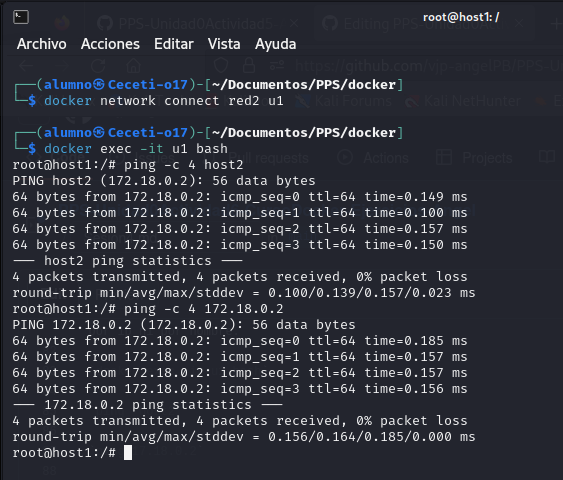 root@host1: /
Archivo Acciones Editar Vista Ayuda
┌──(alumno㉿Ceceti-o17)-[~/Documentos/PPS/docker]
└─$ docker network connect red2 u1
┌──(alumno㉿Ceceti-o17)-[~/Documentos/PPS/docker]
└─$ docker exec -it u1 bash
root@host1:/# ping -c 4 host2
PING host2 (172.18.0.2): 56 data bytes
64 bytes from 172.18.0.2: icmp_seq=0 ttl=64 time=0.149 ms
64 bytes from 172.18.0.2: icmp_seq=1 ttl=64 time=0.100 ms
64 bytes from 172.18.0.2: icmp_seq=2 ttl=64 time=0.157 ms
64 bytes from 172.18.0.2: icmp_seq=3 ttl=64 time=0.150 ms
--- host2 ping statistics ---
4 packets transmitted, 4 packets received, 0% packet loss
round-trip min/avg/max/stddev = 0.100/0.139/0.157/0.023 ms
root@host1:/# ping -c 4 172.18.0.2
PING 172.18.0.2 (172.18.0.2): 56 data bytes
64 bytes from 172.18.0.2: icmp_seq=0 ttl=64 time=0.185 ms
64 bytes from 172.18.0.2: icmp_seq=1 ttl=64 time=0.157 ms
64 bytes from 172.18.0.2: icmp_seq=2 ttl=64 time=0.157 ms
64 bytes from 172.18.0.2: icmp_seq=3 ttl=64 time=0.156 ms
--- 172.18.0.2 ping statistics ---
4 packets transmitted, 4 packets received, 0% packet loss
round-trip min/avg/max/stddev = 0.156/0.164/0.185/0.000 ms
root@host1:/#